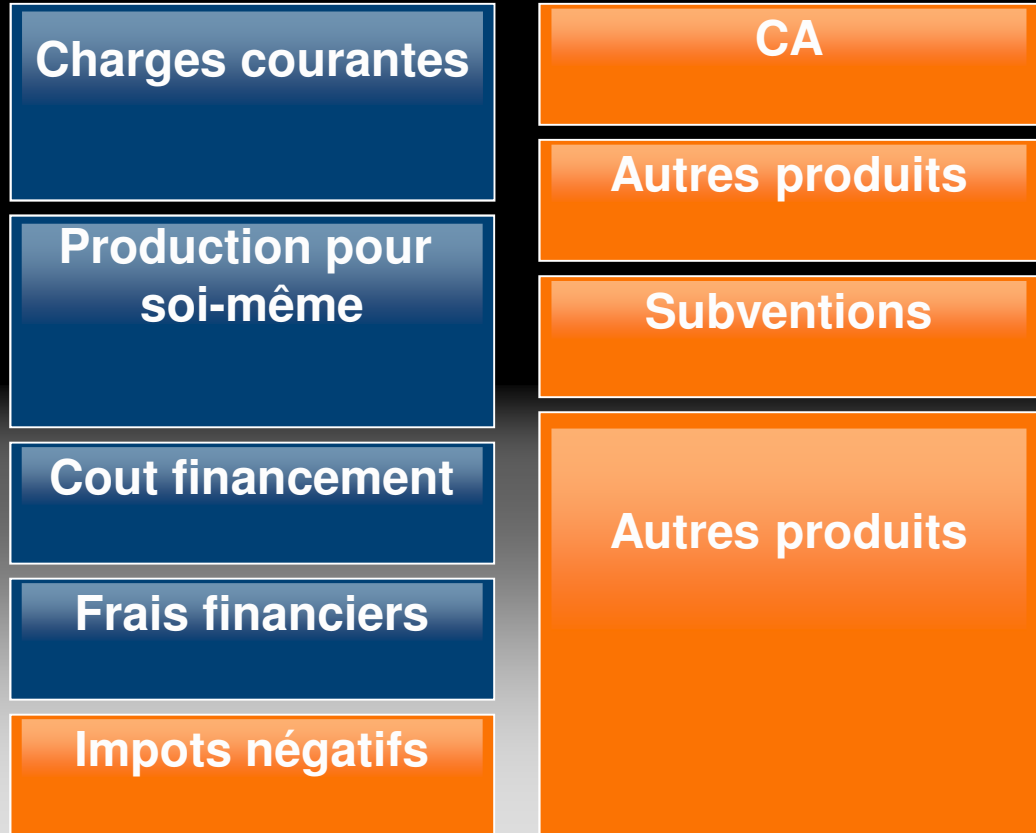 Charges courantes
Production pour
soi-même
Cout financement
Frais financiers
Impots négatifs
CA
Autres produits
Subventions
Autres produits